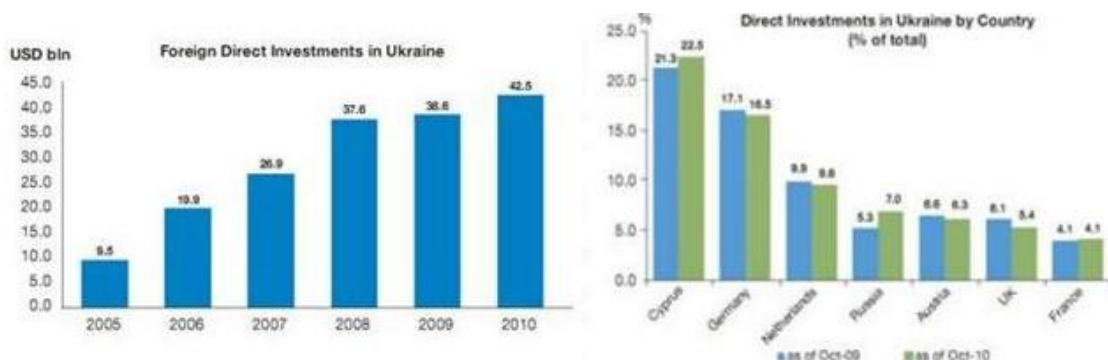 USD bln
Foreign Direct Investments in Ukraine
45.0
40.0
35.0
30.0
25.0
20.0
15.0
10.0
5.0
0.0
9.5
19.9
26.9
37.6
38.6
42.5
2005 2006 2007 2008 2009 2010
%
Direct Investments in Ukraine by Country
(% of total)
25.0
20.0
15.0
10.0
5.0
0.0
21.3 22.5
17.1 16.5
9.9 9.6
5.3 7.0
6.6 6.3
6.1 5.4
4.1 4.1
Cyprus
Germany
Netherlands
Russia
Austria
UK
France
as of Oct-09 as of Oct-10